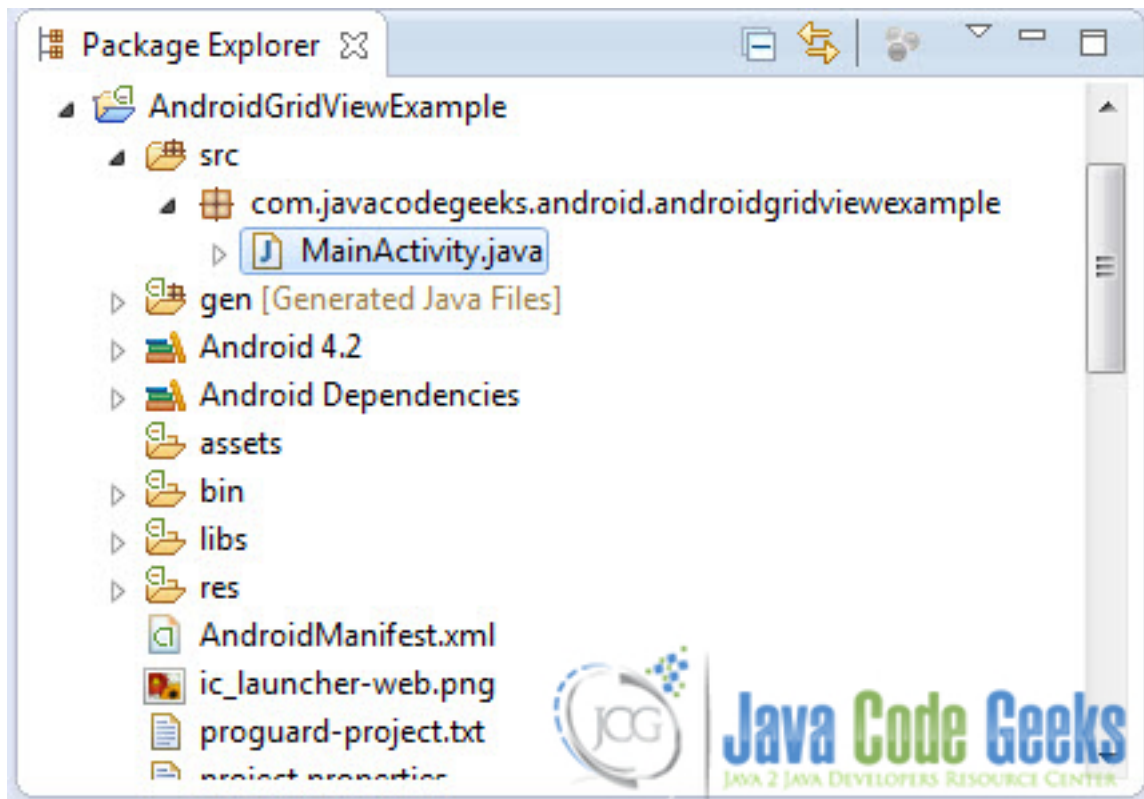 Package Explorer
AndroidGridViewExample
src
com.javacodegeeks.android.androidgridviewexample
MainActivity.java
gen [Generated Java Files]
Android 4.2
Android Dependencies
assets
bin
libs
res
AndroidManifest.xml
ic_launcher-web.png
proguard-project.txt
project.properties
JCG
Java Code Geeks
JAVA 2 JAVA DEVELOPERS RESOURCE CENTER